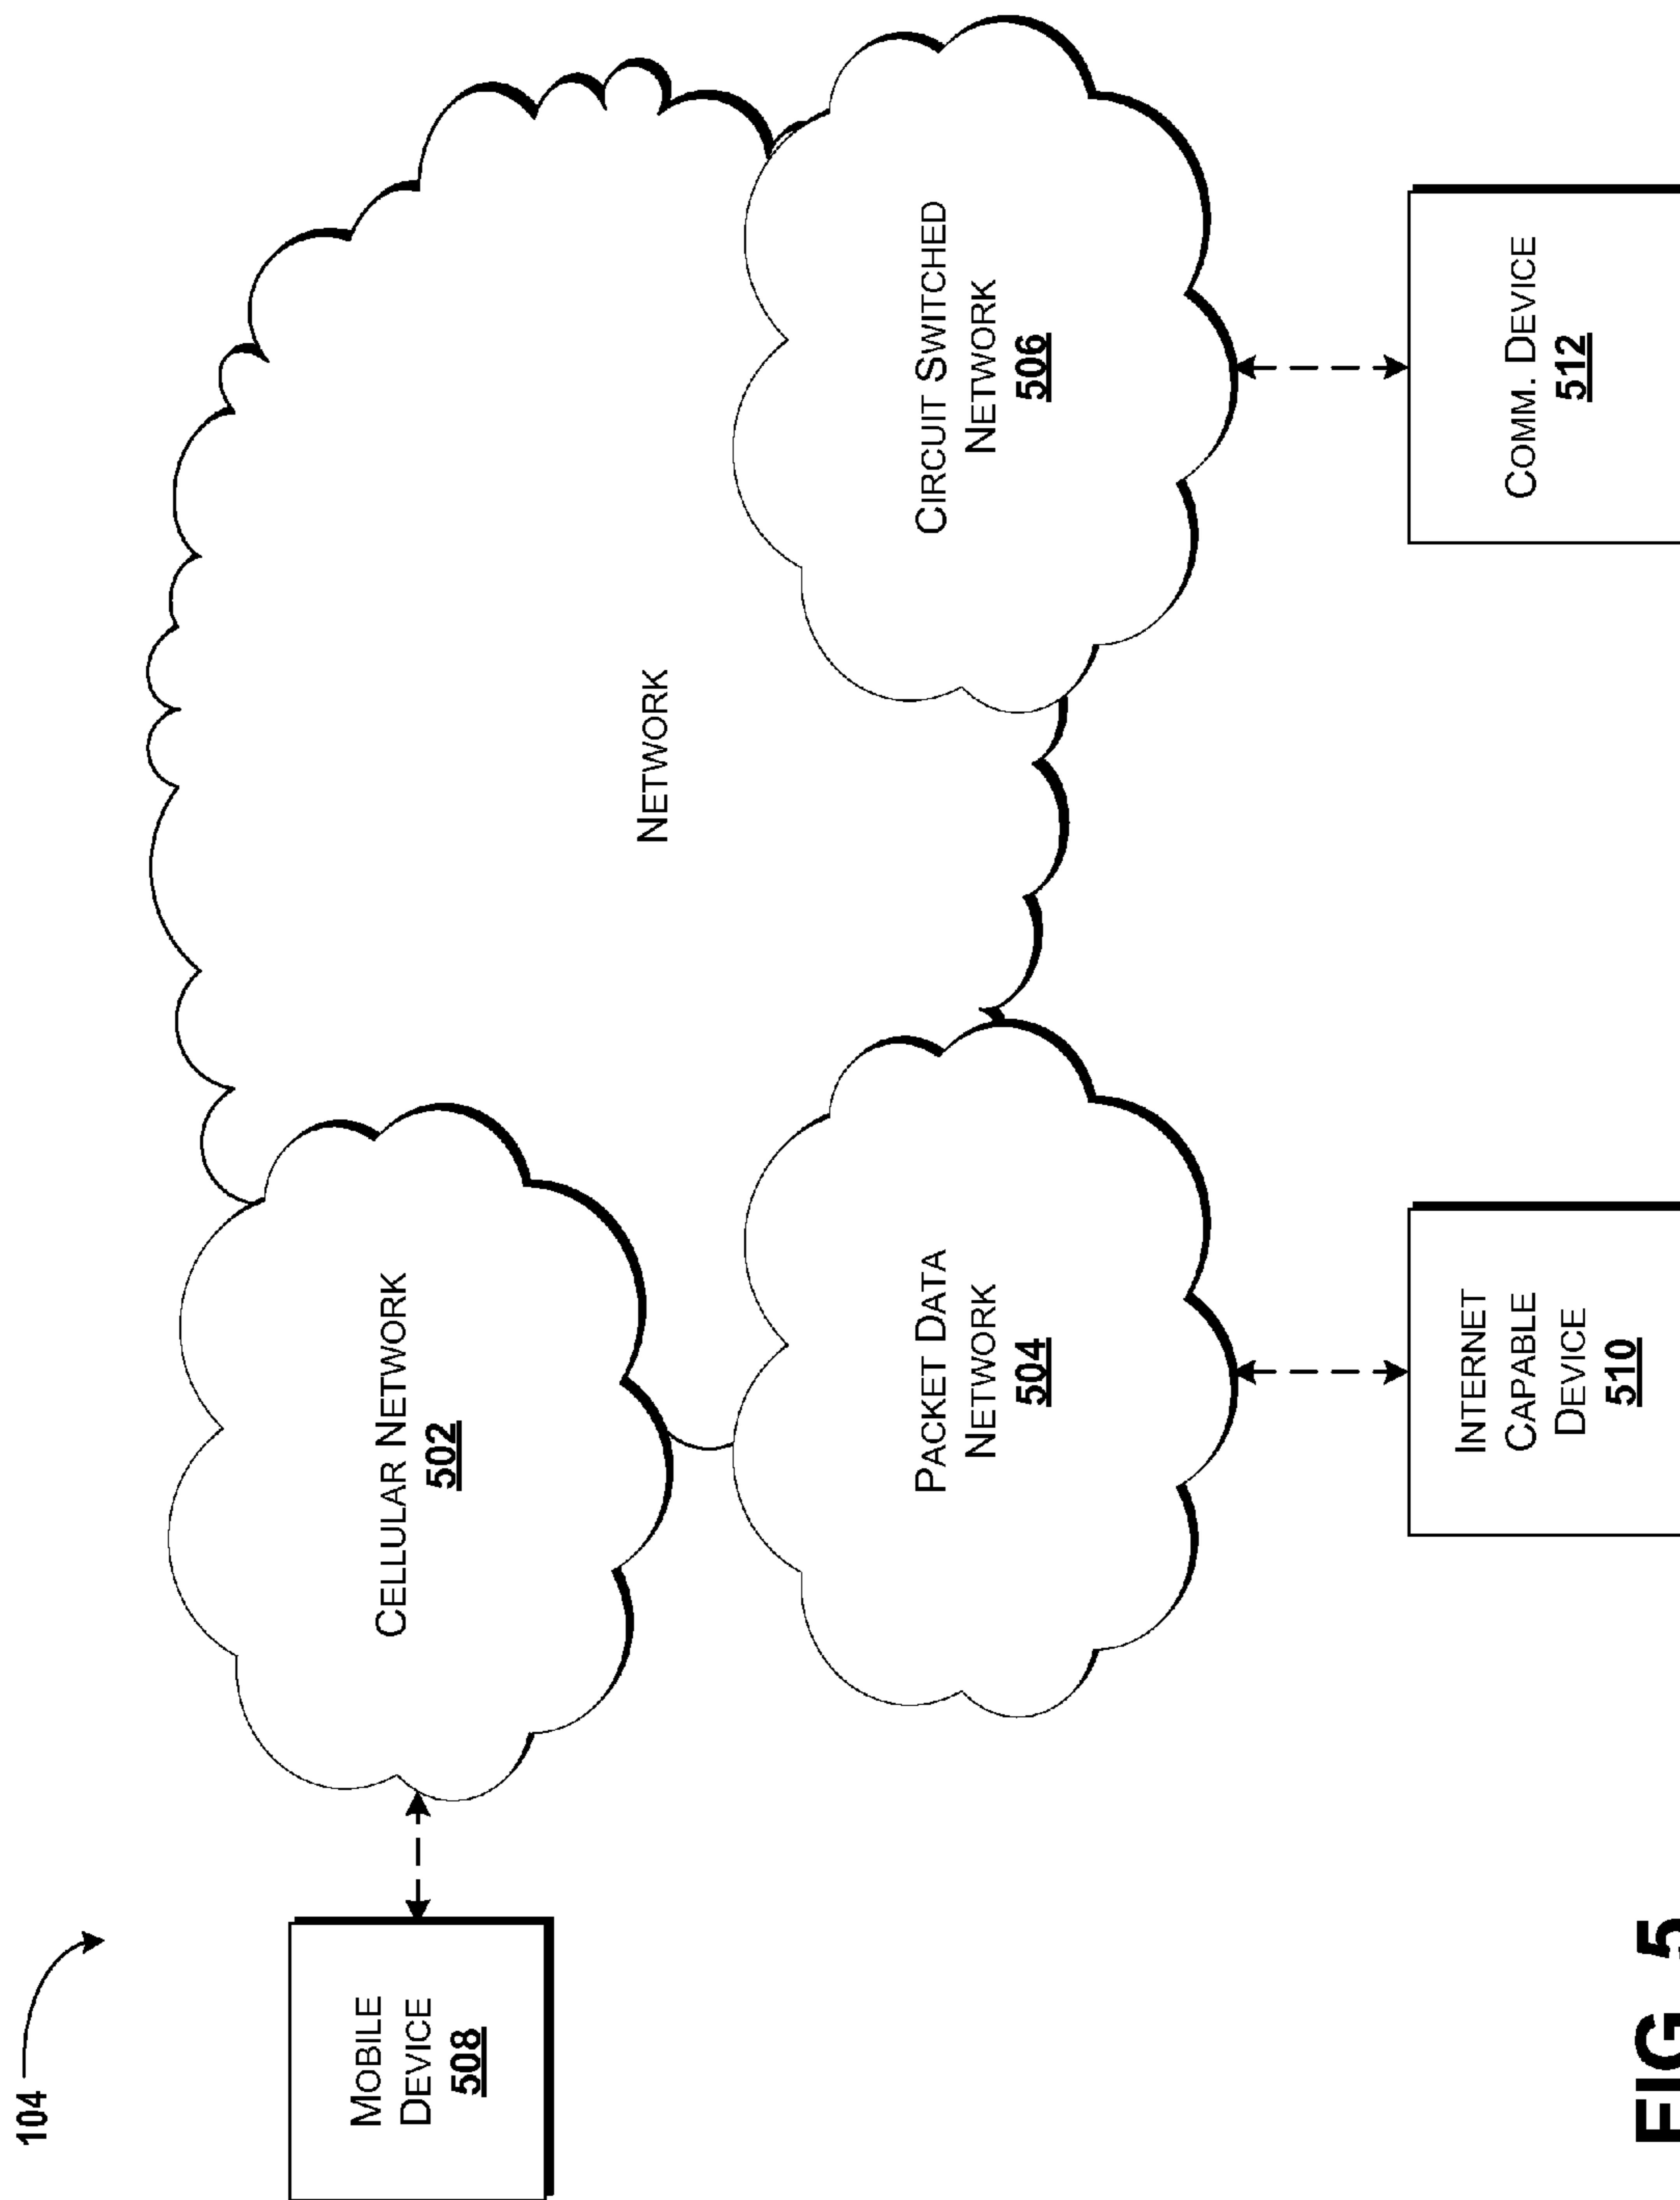 104
MOBILE
DEVICE
508
CELLULAR NETWORK
502
NETWORK
PACKET DATA
NETWORK
504
CIRCUIT SWITCHED
NETWORK
506
INTERNET
CAPABLE
DEVICE
510
COMM. DEVICE
512
FIG. 5